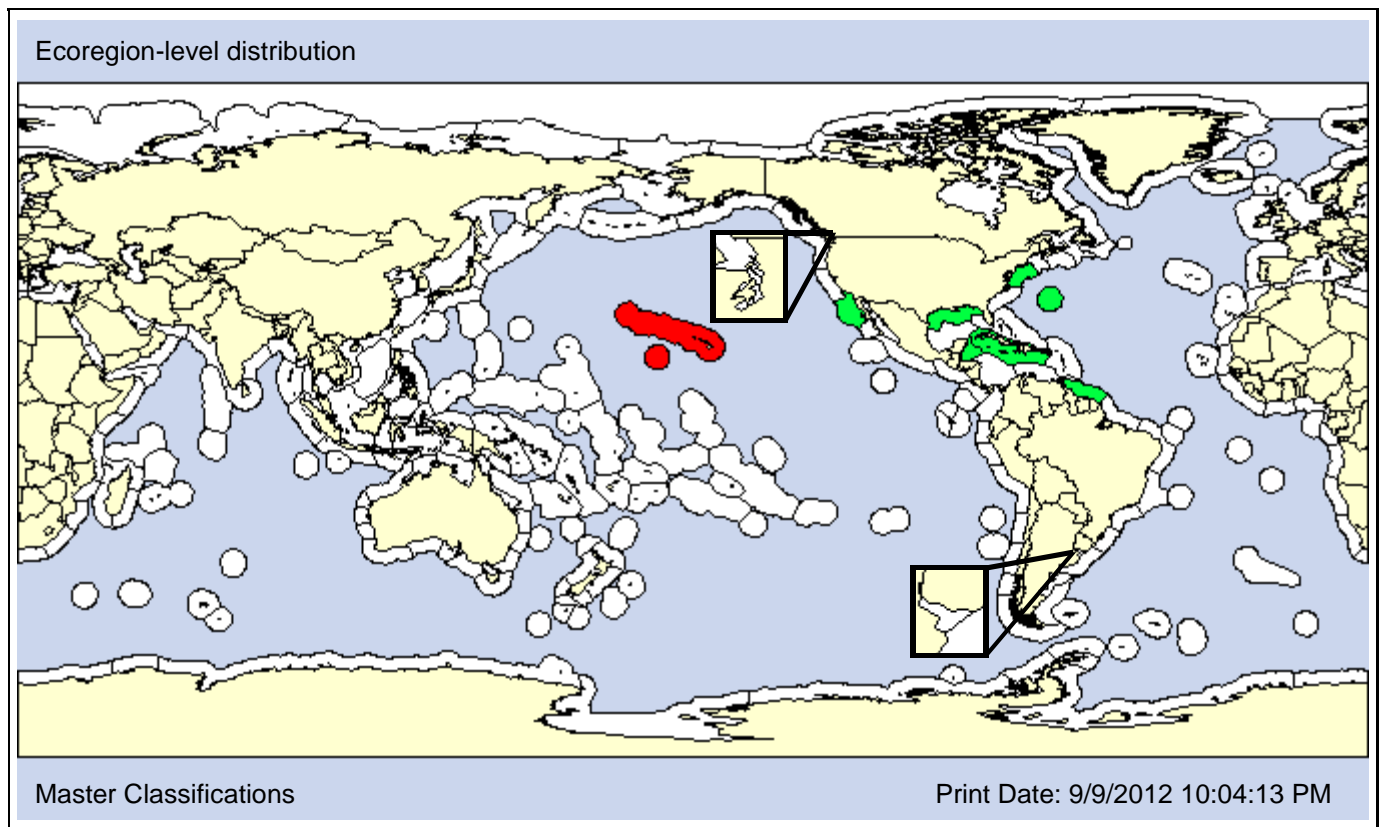 Ecoregion-level distribution
Master Classifications
Print Date: 9/9/2012 10:04:13 PM